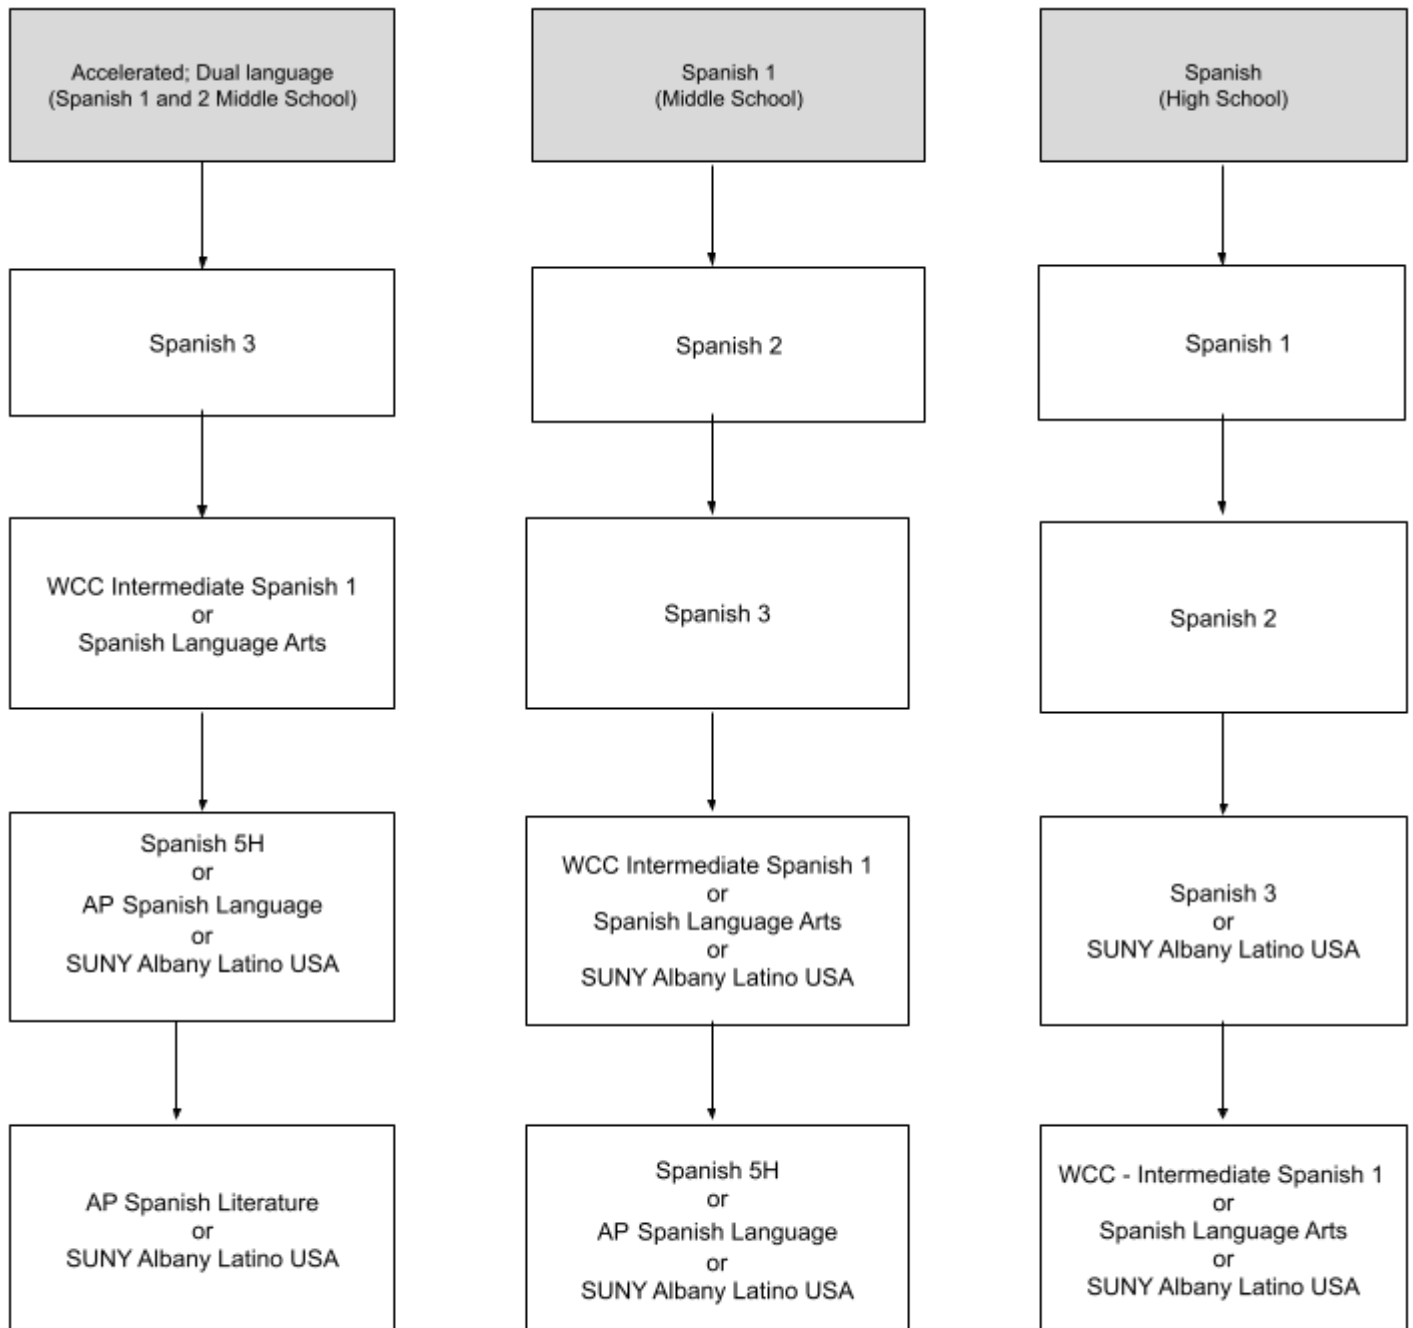 Accelerated; Dual language
(Spanish 1 and 2 Middle School)
Spanish 1
(Middle School)
Spanish
(High School)
Spanish 3
Spanish 2
Spanish 1
WCC Intermediate Spanish 1
or
Spanish Language Arts
Spanish 3
Spanish 2
Spanish 5H
or
AP Spanish Language
or
SUNY Albany Latino USA
WCC Intermediate Spanish 1
or
Spanish Language Arts
or
SUNY Albany Latino USA
Spanish 3
or
SUNY Albany Latino USA
AP Spanish Literature
or
SUNY Albany Latino USA
Spanish 5H
or
AP Spanish Language
or
SUNY Albany Latino USA
WCC - Intermediate Spanish 1
or
Spanish Language Arts
or
SUNY Albany Latino USA